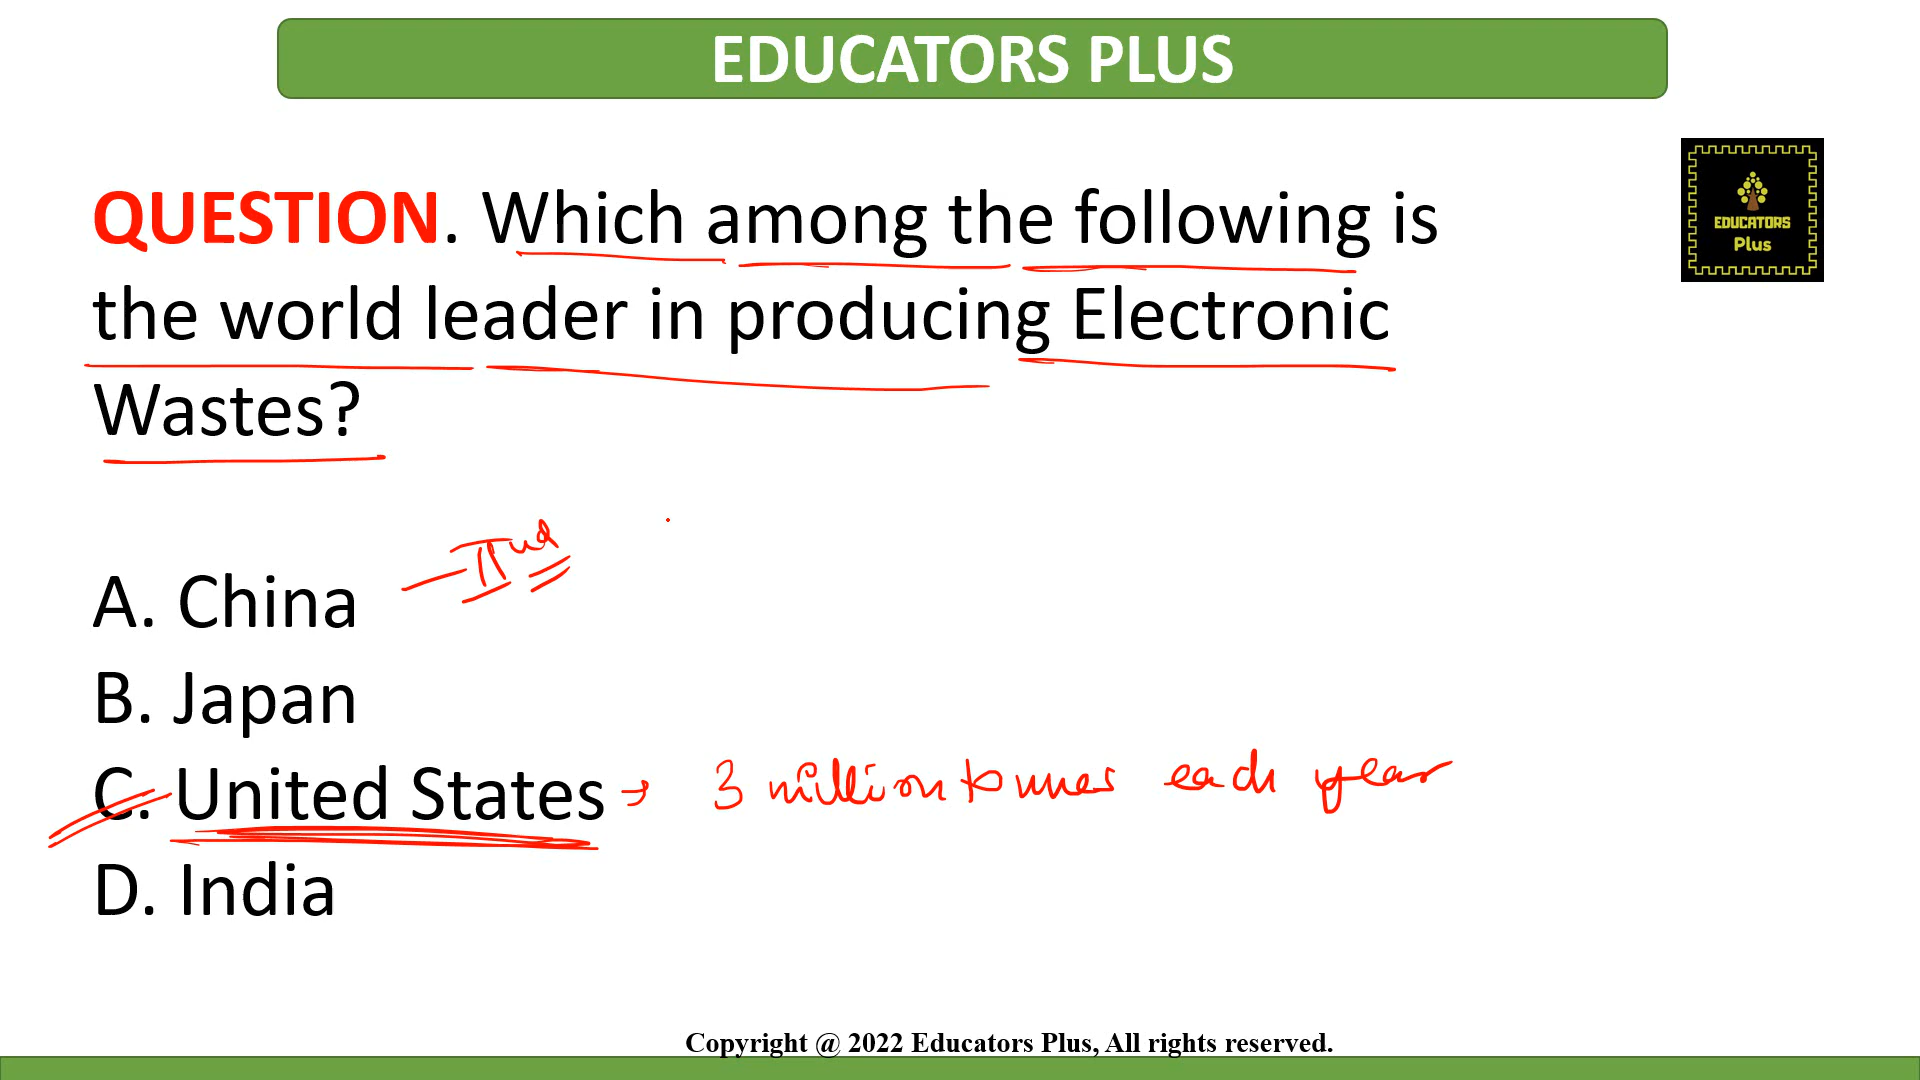 EDUCATORS PLUS
QUESTION. Which among the following is
the world leader in producing Electronic
Wastes?
EDUCATORS
Plus
A. China — IInd
B. Japan
C. United States → 3 million tonnes each year
D. India
Copyright @ 2022 Educators Plus, All rights reserved.